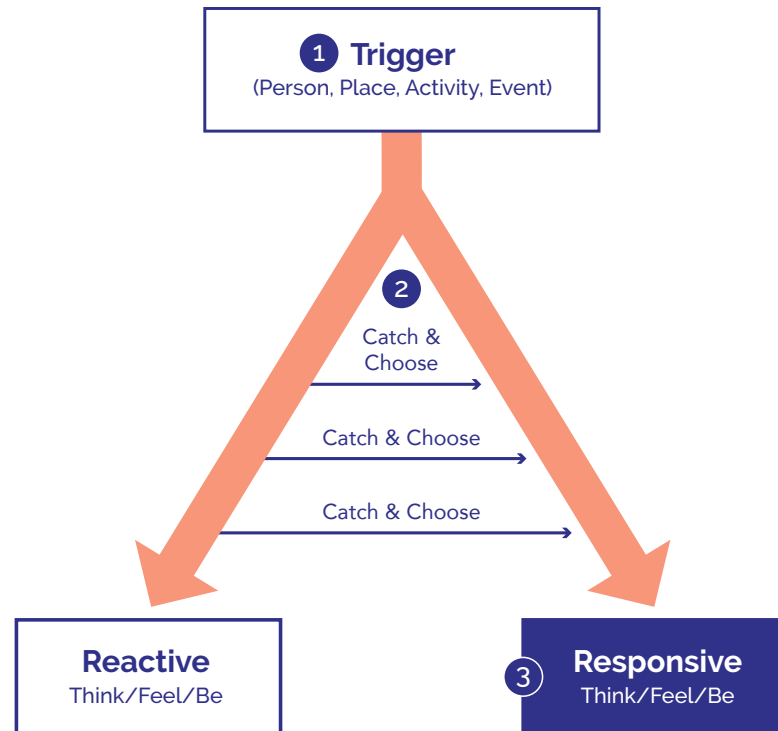 1 Trigger
(Person, Place, Activity, Event)
2
Catch &
Choose
Catch & Choose
Catch & Choose
Reactive
Think/Feel/Be
3 Responsive
Think/Feel/Be